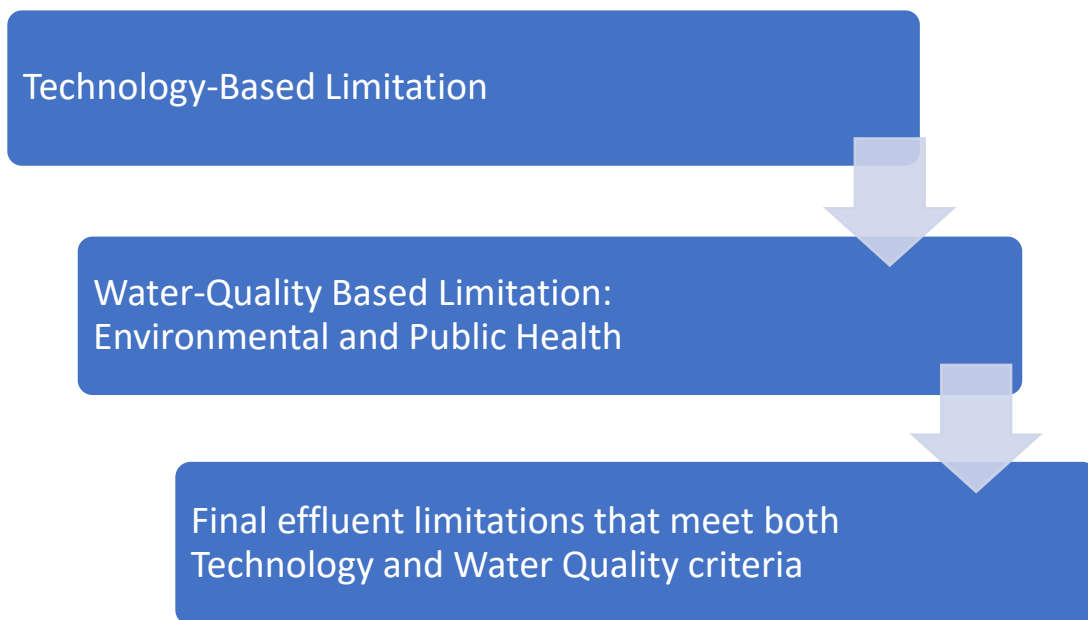 Technology-Based Limitation
Water-Quality Based Limitation:
Environmental and Public Health
Final effluent limitations that meet both
Technology and Water Quality criteria